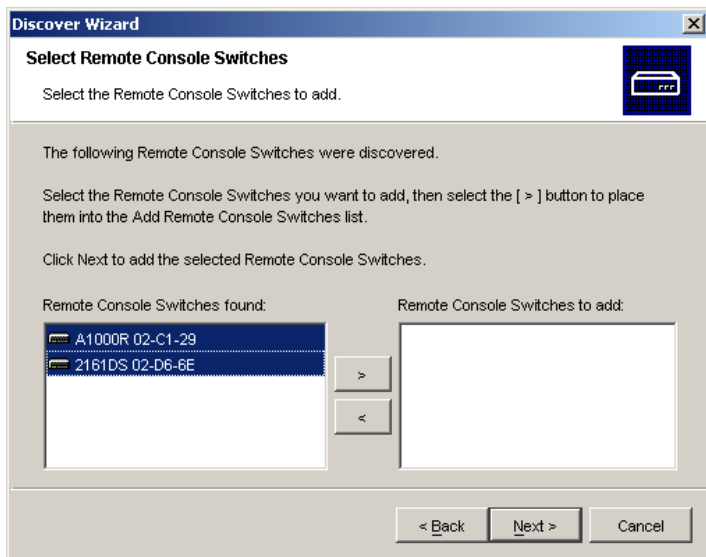 Discover Wizard
Select Remote Console Switches
Select the Remote Console Switches to add.
The following Remote Console Switches were discovered.
Select the Remote Console Switches you want to add, then select the [ > ] button to place
them into the Add Remote Console Switches list.
Click Next to add the selected Remote Console Switches.
Remote Console Switches found:
Remote Console Switches to add:
A1000R 02-C1-29
2161DS 02-D6-6E
>
<
< Back
Next >
Cancel